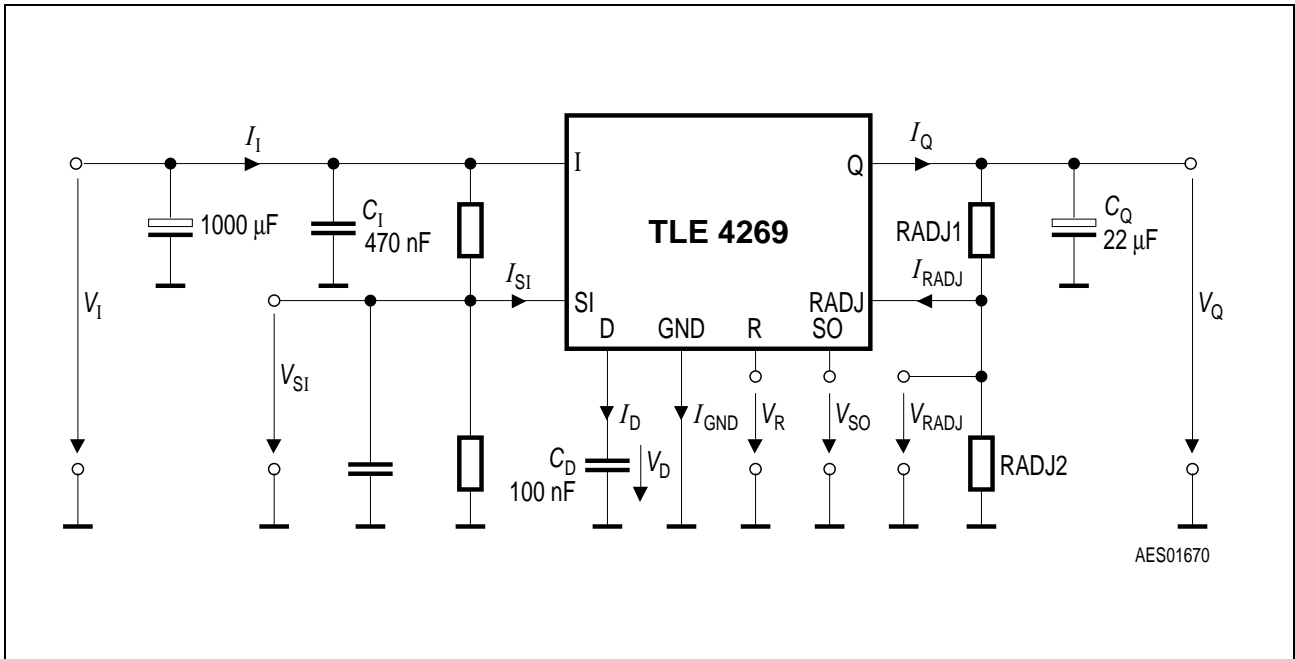 I_I
I_Q
I
Q
1000 µF
C_I
470 nF
TLE 4269
RADJ1
C_Q
22 µF
I_SI
I_RADJ
SI
RADJ
V_I
V_Q
D
GND
R
SO
V_SI
I_D
I_GND
V_R
V_SO
V_RADJ
C_D
100 nF
V_D
RADJ2
AES01670